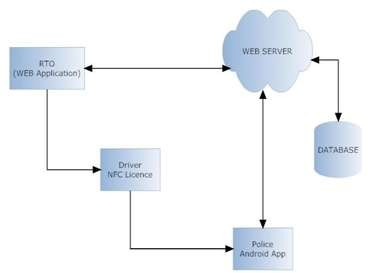 RTO
(WEB Application)
WEB SERVER
DATABASE
Driver
NFC Licence
Police
Android App